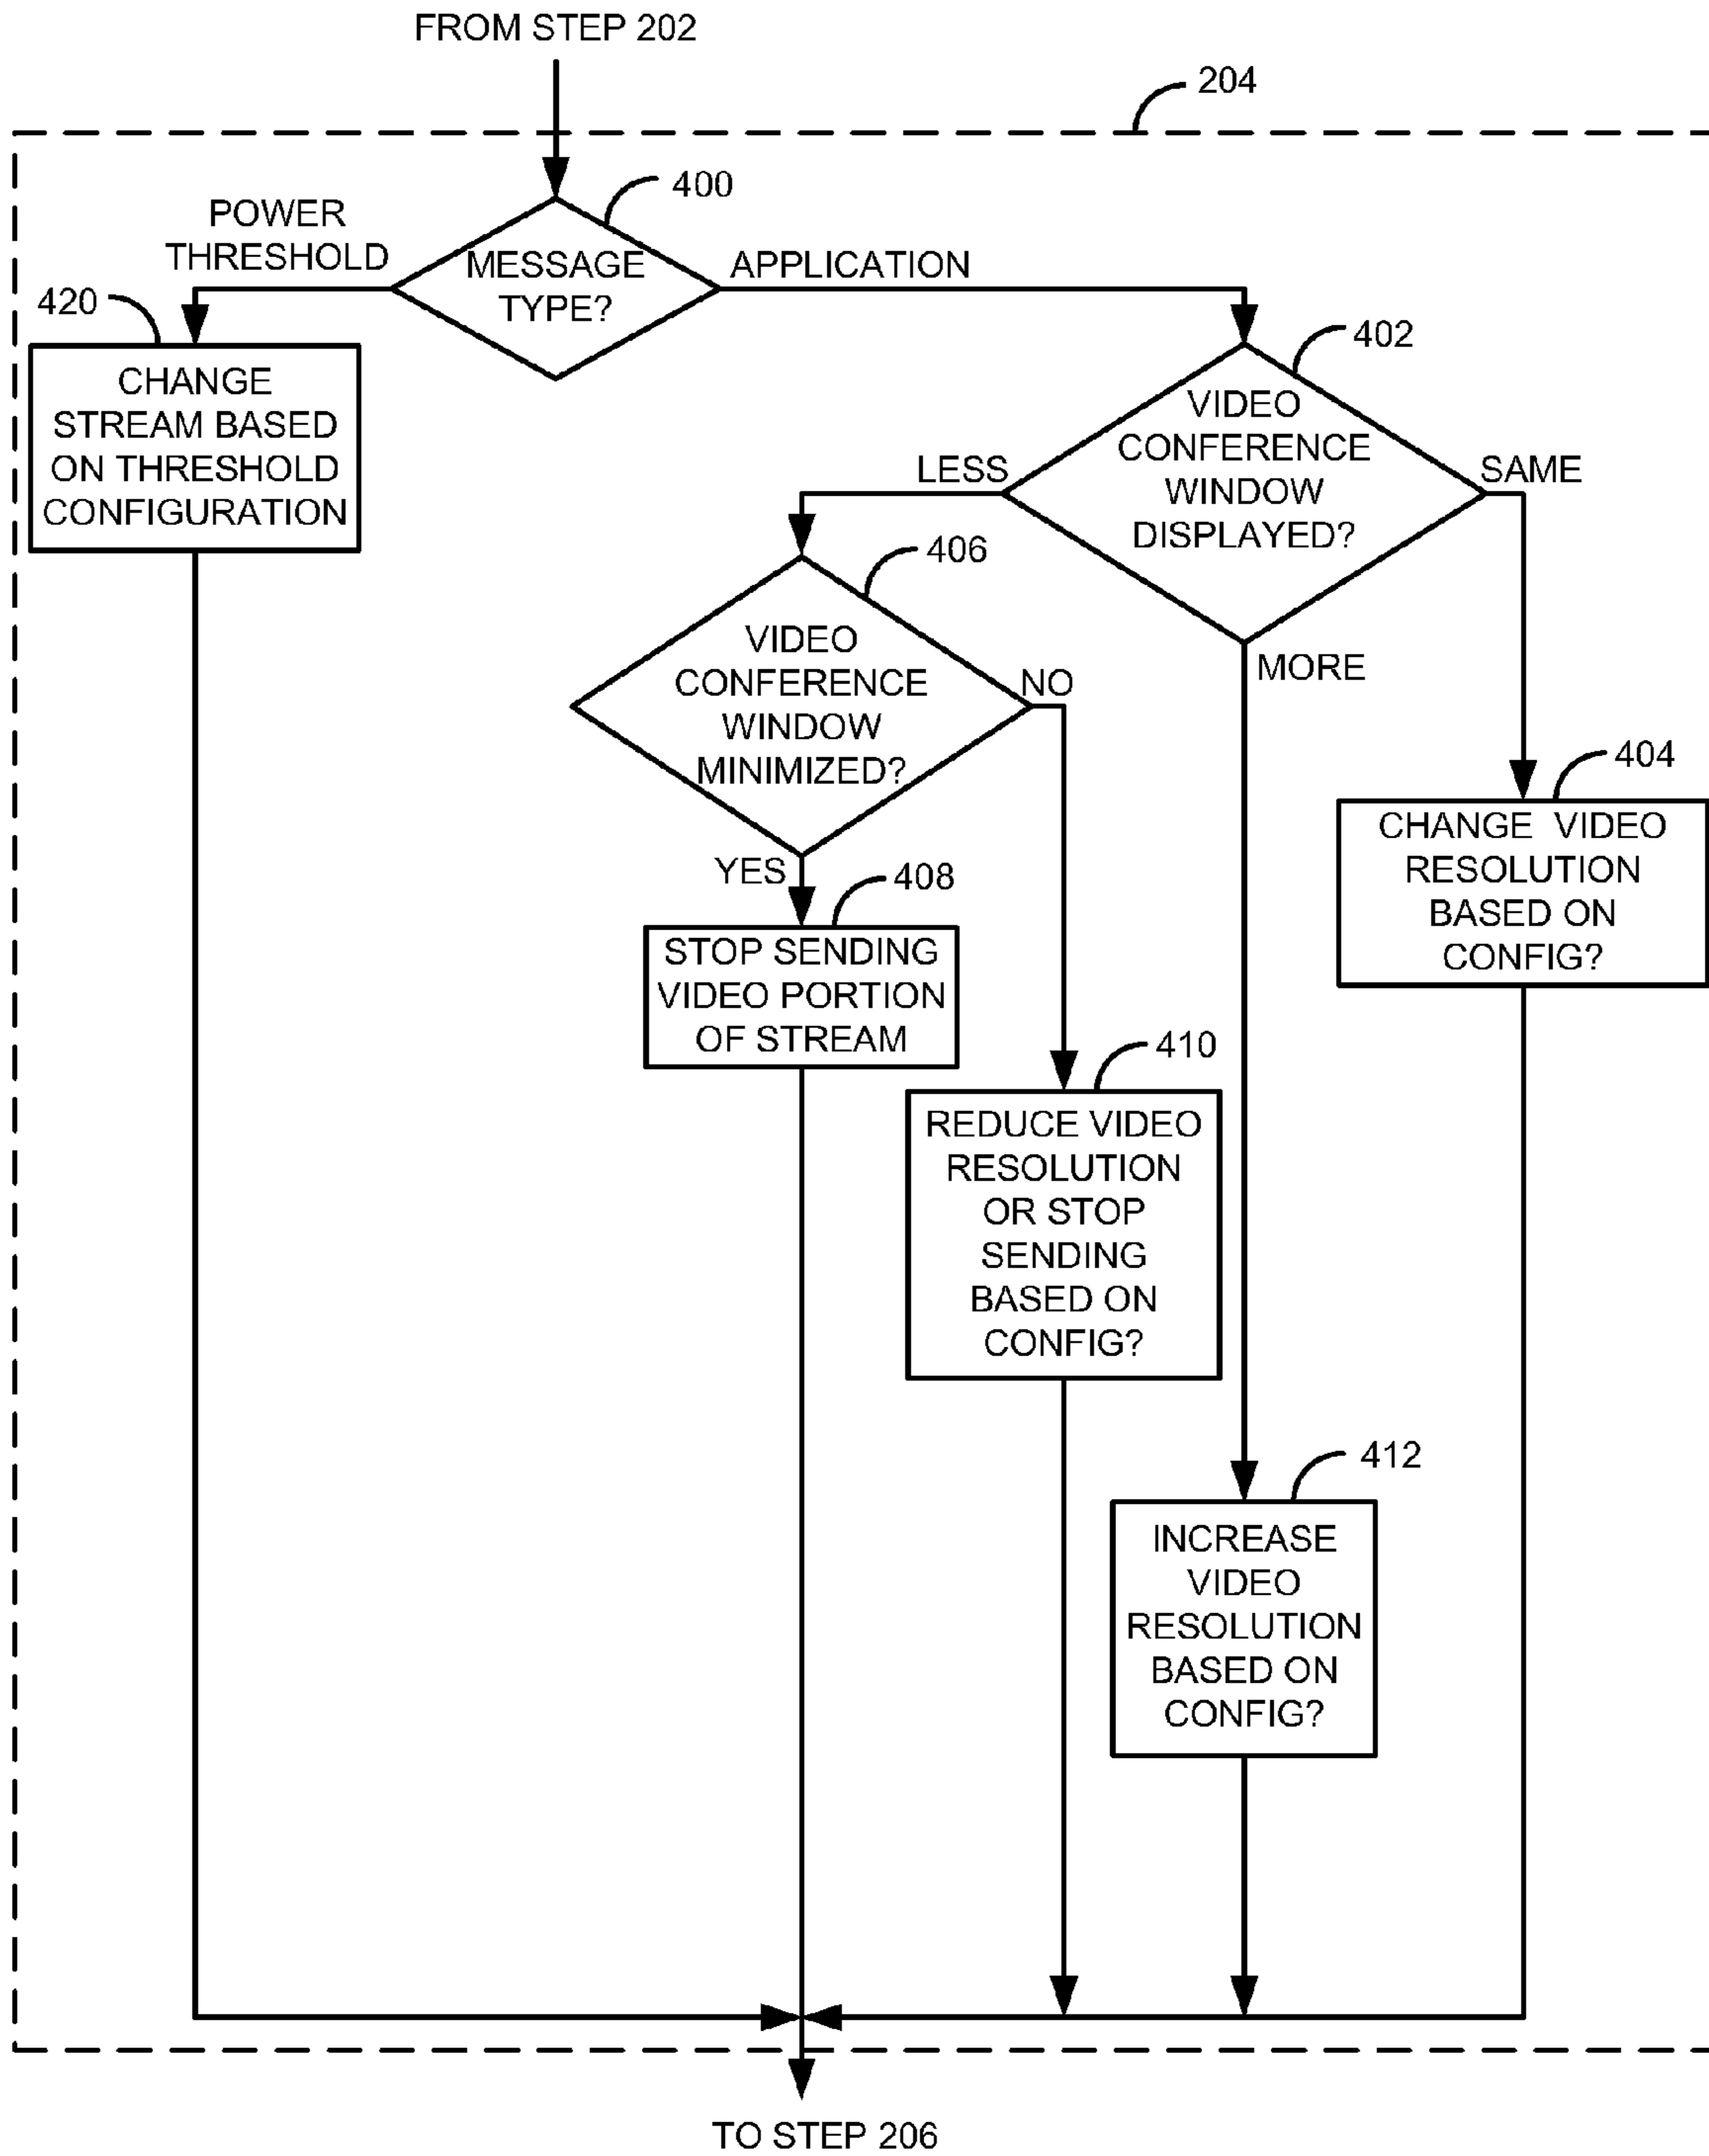 FROM STEP 202
204
400
POWER
THRESHOLD
MESSAGE
TYPE?
APPLICATION
420
CHANGE
STREAM BASED
ON THRESHOLD
CONFIGURATION
402
VIDEO
CONFERENCE
WINDOW
DISPLAYED?
LESS
SAME
MORE
406
VIDEO
CONFERENCE
WINDOW
MINIMIZED?
NO
YES
404
CHANGE VIDEO
RESOLUTION
BASED ON
CONFIG?
408
STOP SENDING
VIDEO PORTION
OF STREAM
410
REDUCE VIDEO
RESOLUTION
OR STOP
SENDING
BASED ON
CONFIG?
412
INCREASE
VIDEO
RESOLUTION
BASED ON
CONFIG?
TO STEP 206